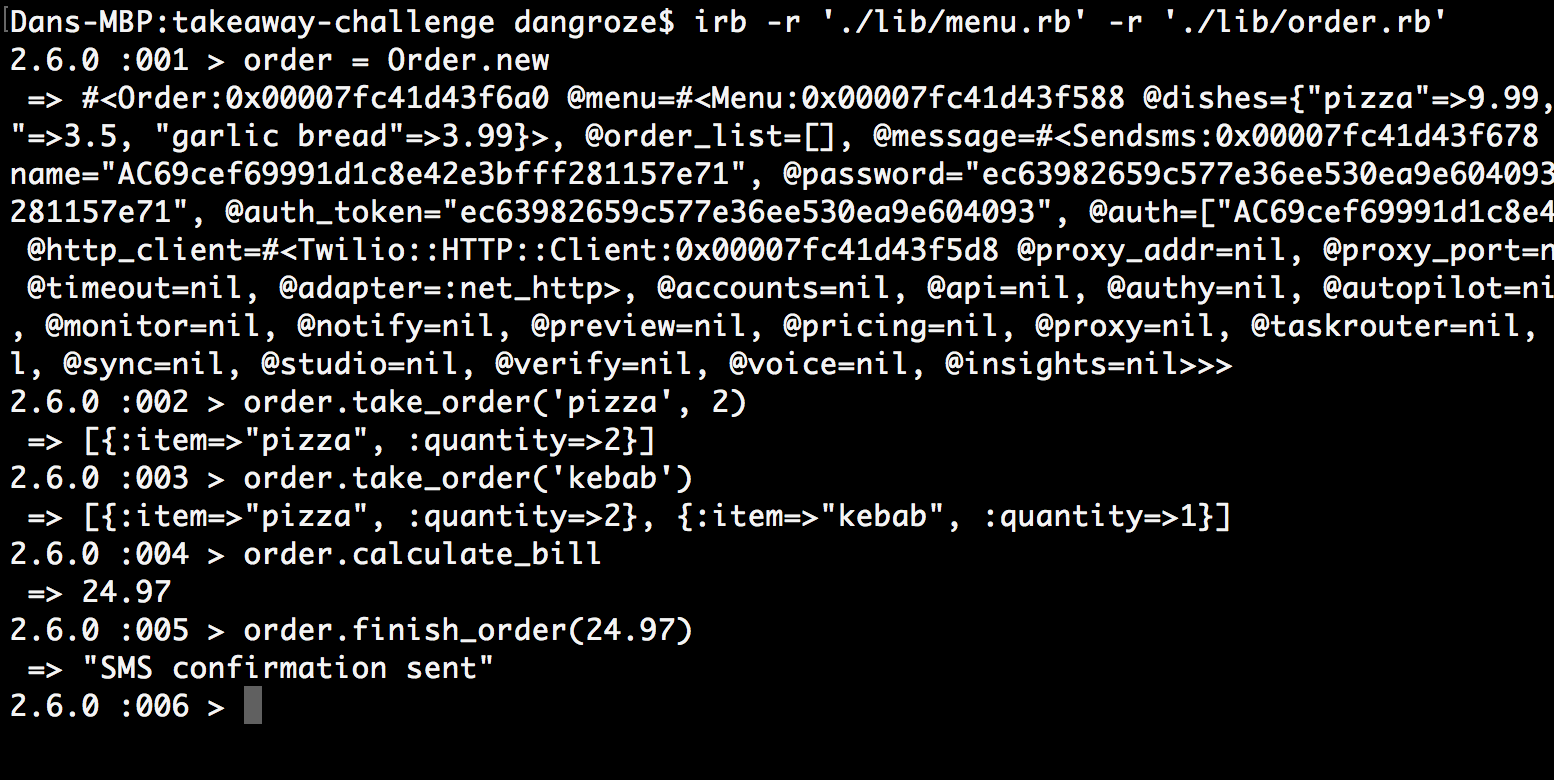 Dans-MBP:takeaway-challenge dangroze$ irb -r './lib/menu.rb' -r './lib/order.rb'
2.6.0 :001 > order = Order.new
 => #<Order:0x00007fc41d43f6a0 @menu=#<Menu:0x00007fc41d43f588 @dishes={"pizza"=>9.99,
"=>3.5, "garlic bread"=>3.99}>, @order_list=[], @message=#<Sendsms:0x00007fc41d43f678
name="AC69cef69991d1c8e42e3bfff281157e71", @password="ec63982659c577e36ee530ea9e604093
281157e71", @auth_token="ec63982659c577e36ee530ea9e604093", @auth=["AC69cef69991d1c8e4
 @http_client=#<Twilio::HTTP::Client:0x00007fc41d43f5d8 @proxy_addr=nil, @proxy_port=n
 @timeout=nil, @adapter=:net_http>, @accounts=nil, @api=nil, @authy=nil, @autopilot=ni
, @monitor=nil, @notify=nil, @preview=nil, @pricing=nil, @proxy=nil, @taskrouter=nil,
l, @sync=nil, @studio=nil, @verify=nil, @voice=nil, @insights=nil>>>
2.6.0 :002 > order.take_order('pizza', 2)
 => [{:item=>"pizza", :quantity=>2}]
2.6.0 :003 > order.take_order('kebab')
 => [{:item=>"pizza", :quantity=>2}, {:item=>"kebab", :quantity=>1}]
2.6.0 :004 > order.calculate_bill
 => 24.97
2.6.0 :005 > order.finish_order(24.97)
 => "SMS confirmation sent"
2.6.0 :006 >